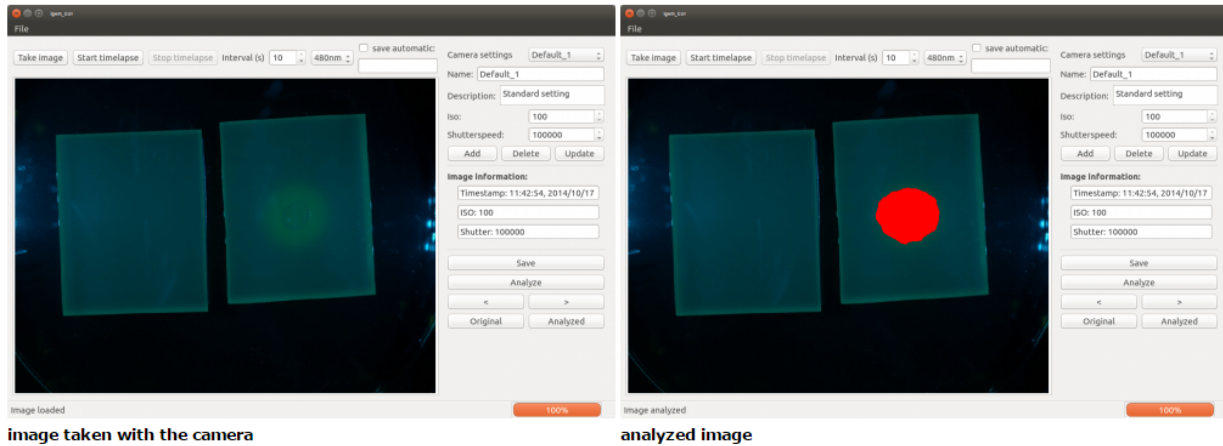 igem_GUI
File
Take image Start timelapse Stop timelapse Interval (s) 10 480nm save automatic:
Camera settings Default_1
Name: Default_1
Description: Standard setting
Iso: 100
Shutterspeed: 100000
Add Delete Update
Image information:
Timestamp: 11:42:54, 2014/10/17
ISO: 100
Shutter: 100000
Save
Analyze
< >
Original Analyzed
Image loaded 100%
image taken with the camera
igem_GUI
File
Take image Start timelapse Stop timelapse Interval (s) 10 480nm save automatic:
Camera settings Default_1
Name: Default_1
Description: Standard setting
Iso: 100
Shutterspeed: 100000
Add Delete Update
Image information:
Timestamp: 11:42:54, 2014/10/17
ISO: 100
Shutter: 100000
Save
Analyze
< >
Original Analyzed
Image analyzed 100%
analyzed image